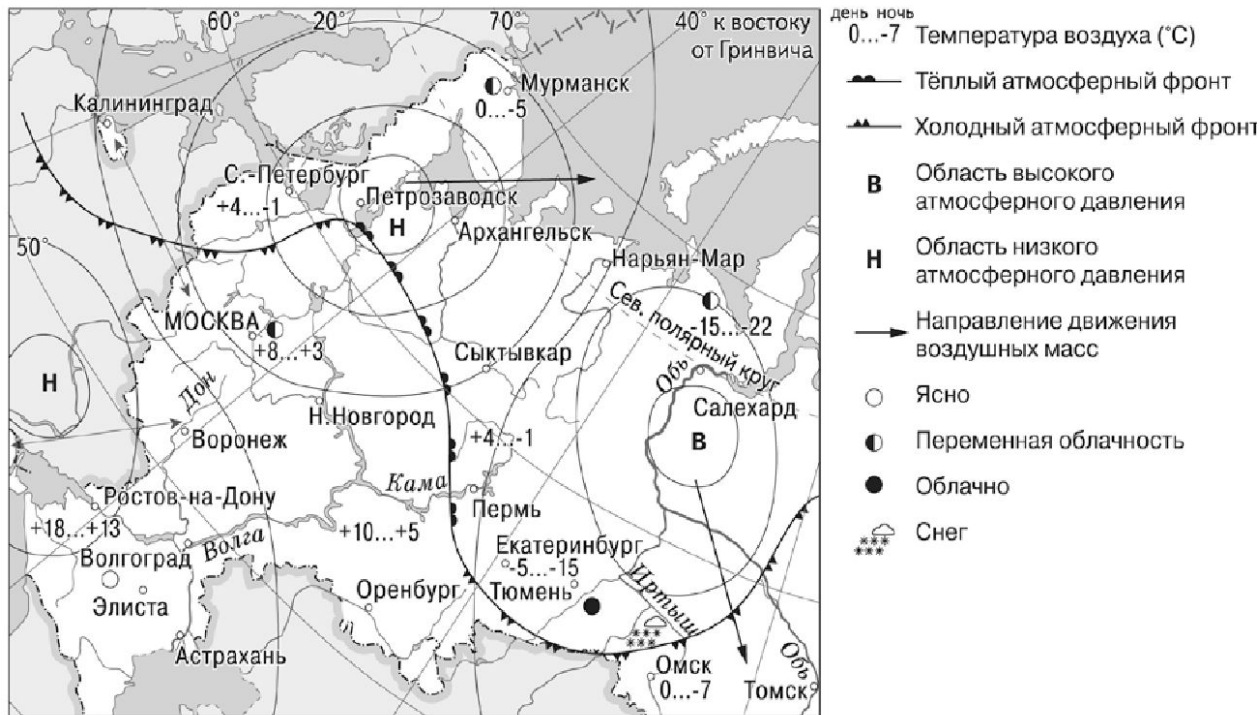 60°
20°
70°
40° к востоку
от Гринвича
Мурманск
0...-5
Калининград
С.-Петербург
+4...-1
Петрозаводск
Н
Архангельск
50°
Нарьян-Мар
Сев. полярный круг
-15...-22
МОСКВА
+8...+3
Сыктывкар
Обь
Салехард
Н
Дон
Н.Новгород
Воронеж
+4...-1
В
Кама
Пермь
Ростов-на-Дону
+18...+13
Волга
+10...+5
Волгоград
Екатеринбург
-5...-15
Тюмень
Иртыш
Элиста
Оренбург
Астрахань
Омск
0...-7
Обь
Томск
день ночь
0...-7 Температура воздуха (°С)
Тёплый атмосферный фронт
Холодный атмосферный фронт
В Область высокого
атмосферного давления
Н Область низкого
атмосферного давления
Направление движения
воздушных масс
Ясно
Переменная облачность
Облачно
Снег